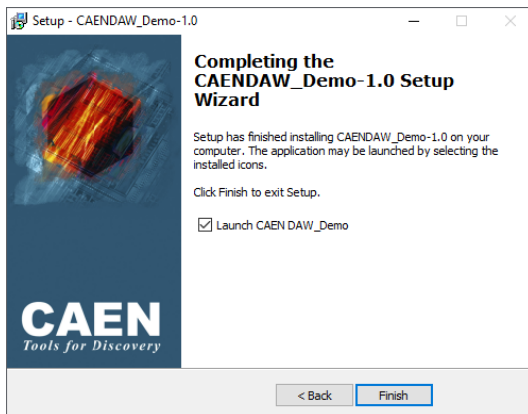 Setup - CAENDAW_Demo-1.0
Completing the
CAENDAW_Demo-1.0 Setup
Wizard
Setup has finished installing CAENDAW_Demo-1.0 on your
computer. The application may be launched by selecting the
installed icons.
Click Finish to exit Setup.
Launch CAEN DAW_Demo
CAEN
Tools for Discovery
< Back
Finish